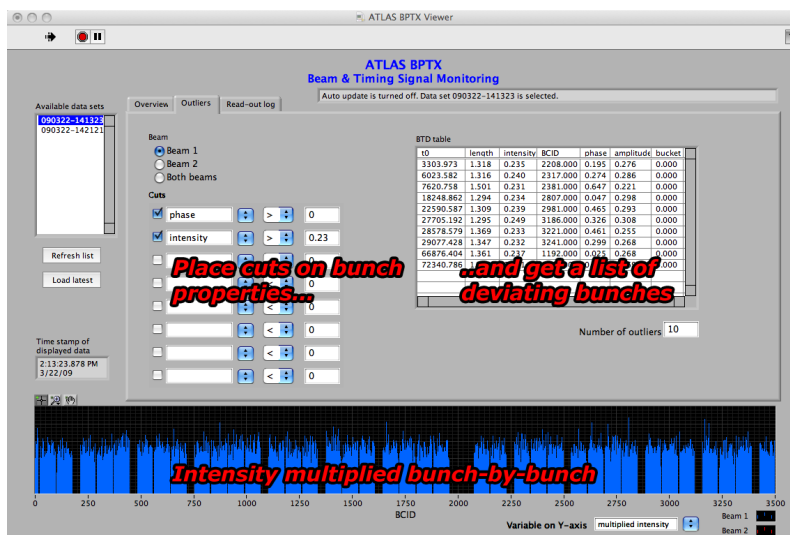 ATLAS BPTX Viewer
ATLAS BPTX
Beam & Timing Signal Monitoring
Auto update is turned off. Data set 090322-141323 is selected.
Available data sets
090322-141323
090322-142121
Refresh list
Load latest
Time stamp of
displayed data
2:13:23.878 PM
3/22/09
Overview Outliers Read-out log
Beam
Beam 1
Beam 2
Both beams
Cuts
phase > 0
intensity > 0.23
< 0
< 0
< 0
< 0
Place cuts on bunch
properties...
BTD table
t0 length intensity BCID phase amplitude bucket
3303.973 1.318 0.235 2208.000 0.195 0.276 0.000
6023.582 1.316 0.240 2317.000 0.274 0.286 0.000
7620.758 1.501 0.231 2381.000 0.647 0.221 0.000
18248.862 1.294 0.234 2807.000 0.047 0.298 0.000
22590.587 1.309 0.239 2981.000 0.465 0.293 0.000
27705.192 1.295 0.249 3186.000 0.326 0.308 0.000
28578.579 1.369 0.233 3221.000 0.461 0.255 0.000
29077.428 1.347 0.232 3241.000 0.299 0.268 0.000
66876.404 1.361 0.237 1192.000 0.025 0.268 0.000
72340.786
..and get a list of
deviating bunches
Number of outliers 10
Intensity multiplied bunch-by-bunch
0 250 500 750 1000 1250 1500 1750 2000 2250 2500 2750 3000 3250 3500
BCID
Variable on Y-axis multiplied intensity
Beam 1
Beam 2